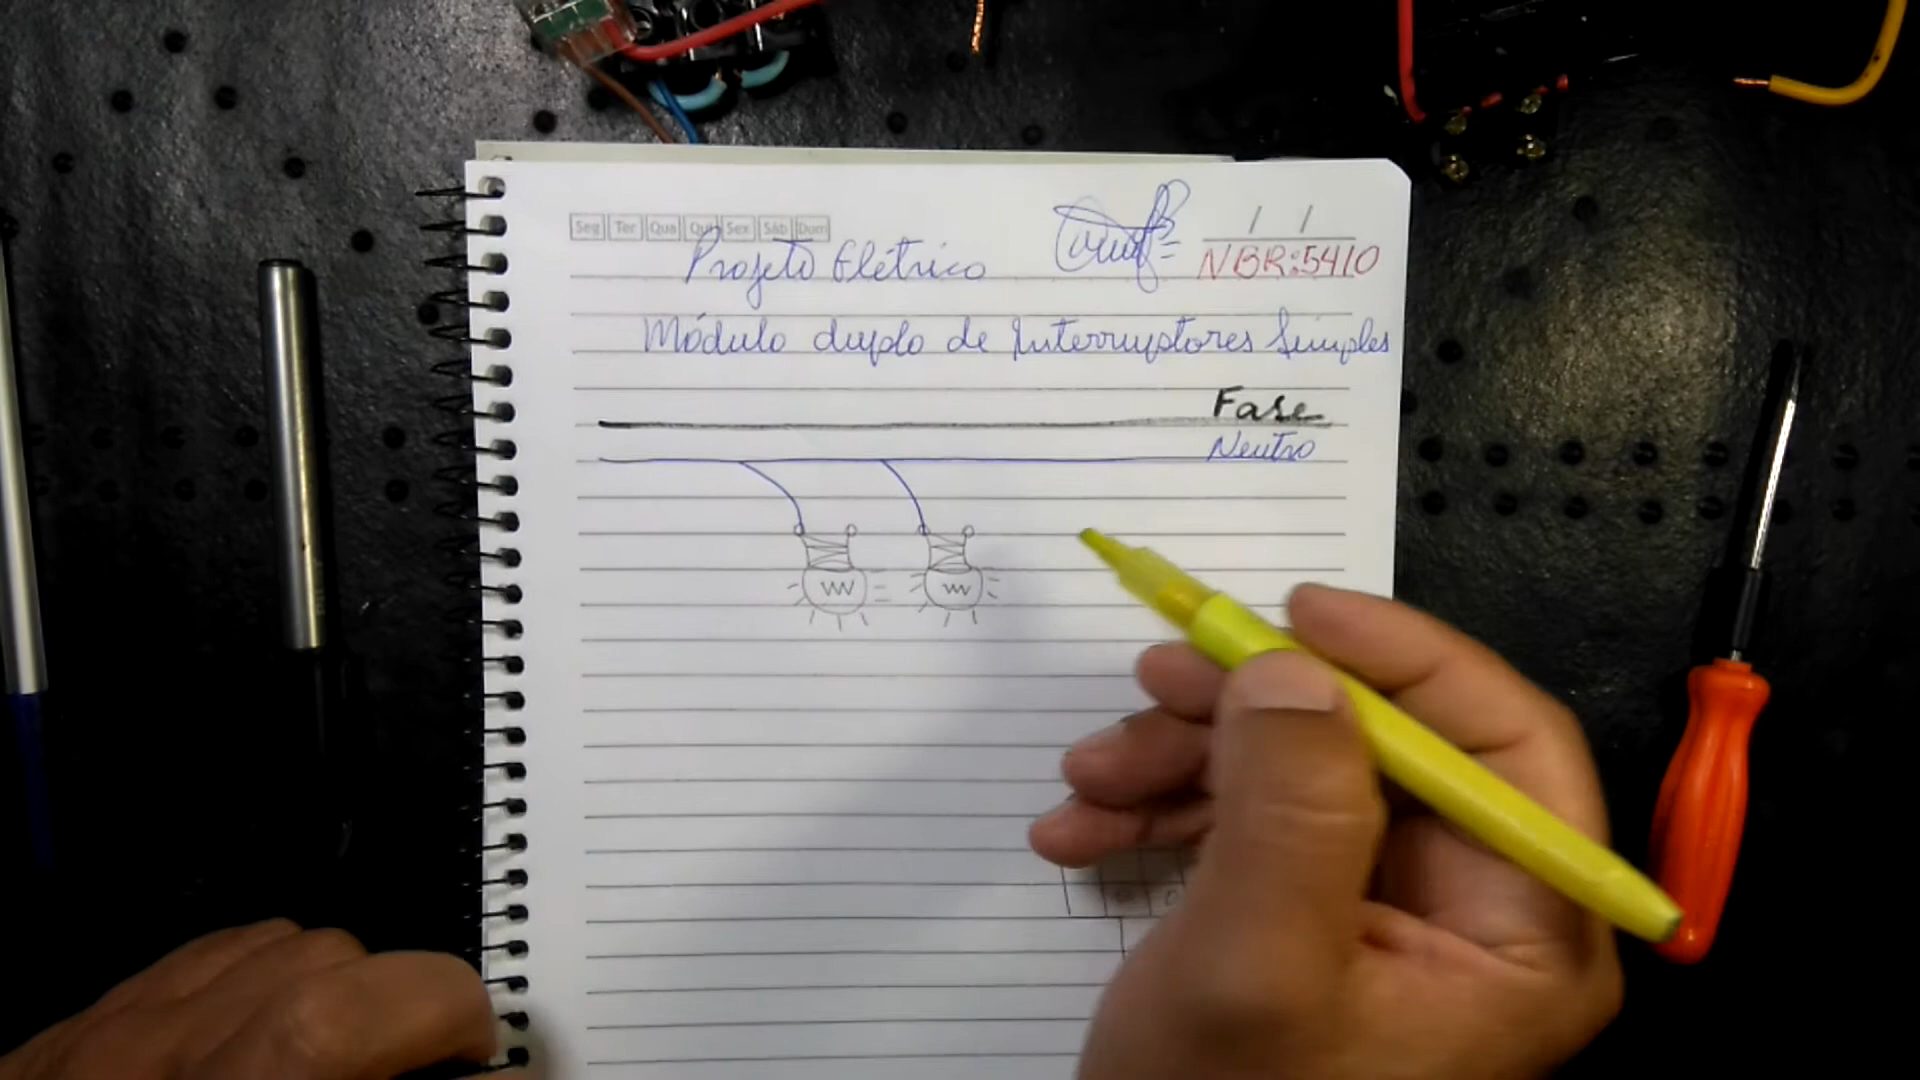 Seg Ter Qua Qui Sex Sáb Dom
/ /
Projeto Elétrico
NBR:5410
Módulo duplo de Interruptores Simples
Fase
Neutro